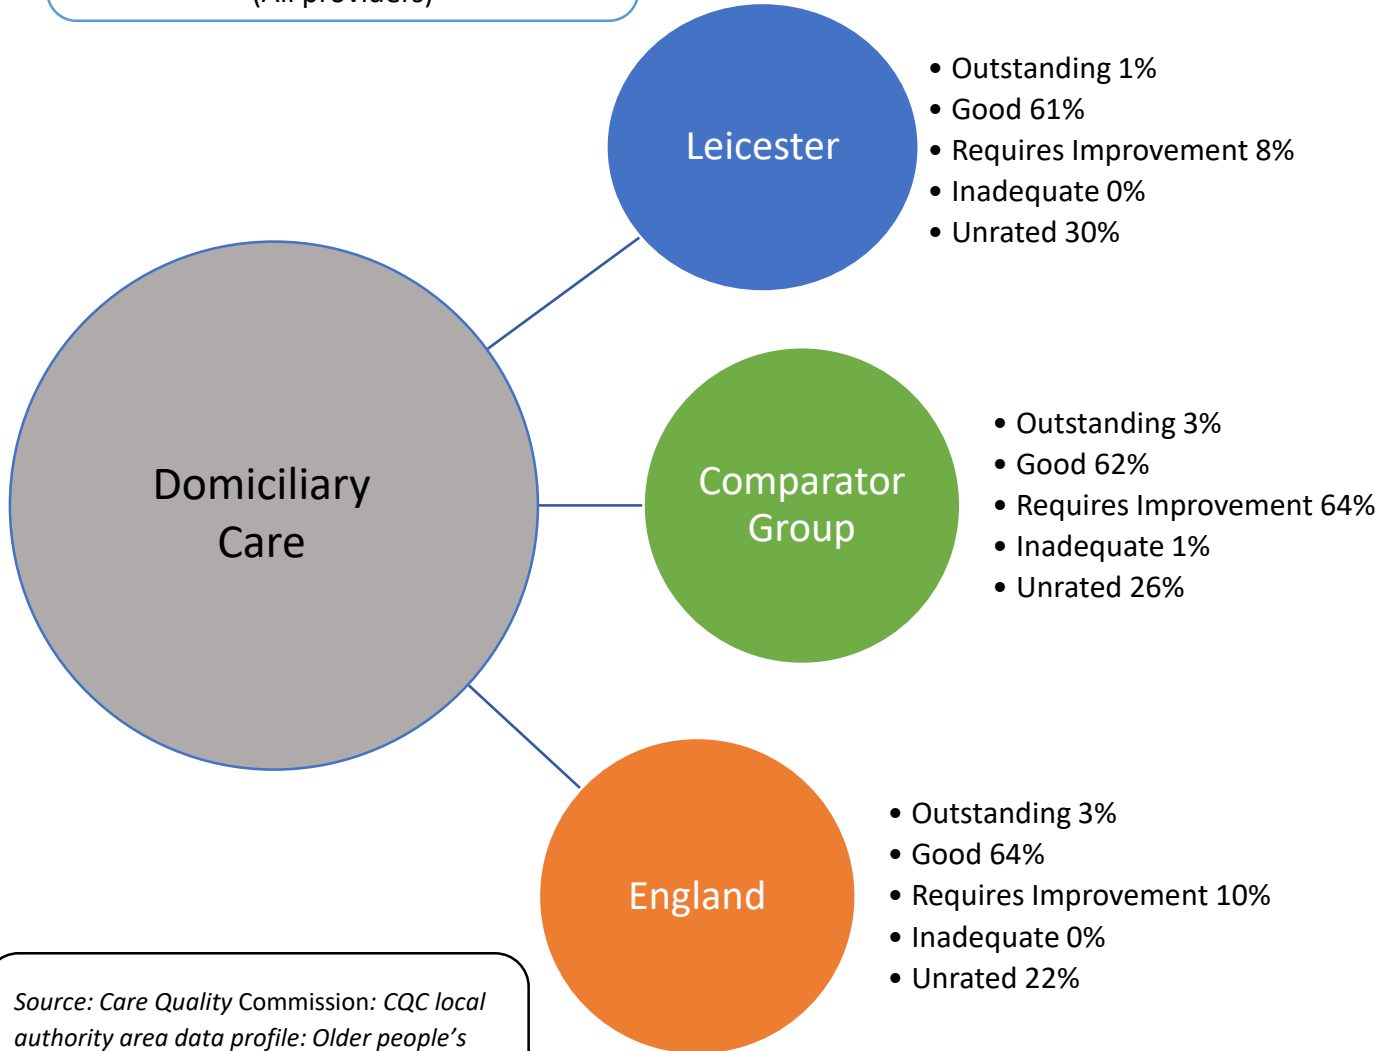 (All providers)
Leicester
• Outstanding 1%
• Good 61%
• Requires Improvement 8%
• Inadequate 0%
• Unrated 30%
Domiciliary
Care
Comparator
Group
• Outstanding 3%
• Good 62%
• Requires Improvement 64%
• Inadequate 1%
• Unrated 26%
England
• Outstanding 3%
• Good 64%
• Requires Improvement 10%
• Inadequate 0%
• Unrated 22%
Source: Care Quality Commission: CQC local
authority area data profile: Older people’s